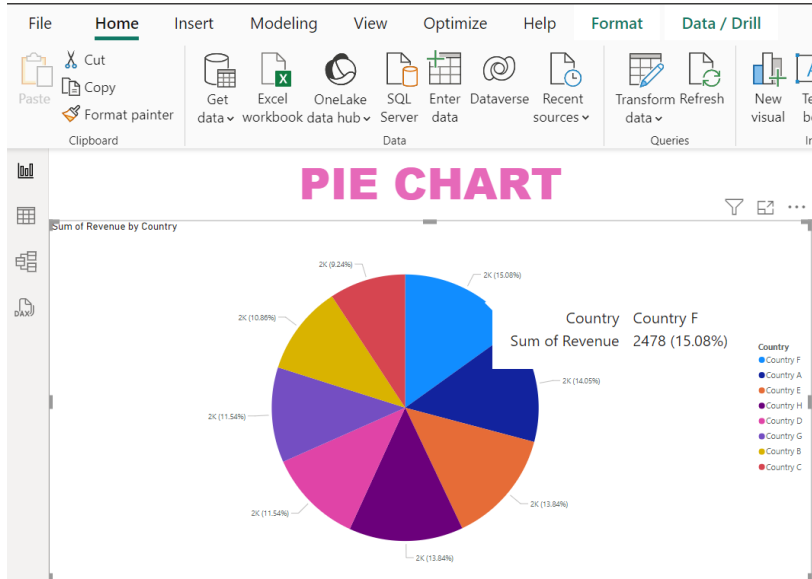 File Home Insert Modeling View Optimize Help Format Data / Drill
Cut
Copy
Format painter
Paste
Clipboard
Get data
Excel workbook
OneLake data hub
SQL Server
Enter data
Dataverse
Recent sources
Data
Transform data
Refresh
Queries
New visual
DAX
PIE CHART
Sum of Revenue by Country
2K (9.24%)
2K (15.08%)
2K (10.86%)
2K (14.05%)
2K (11.54%)
2K (13.84%)
2K (11.54%)
2K (13.84%)
Country Country F
Sum of Revenue 2478 (15.08%)
Country
Country F
Country A
Country E
Country H
Country D
Country G
Country B
Country C